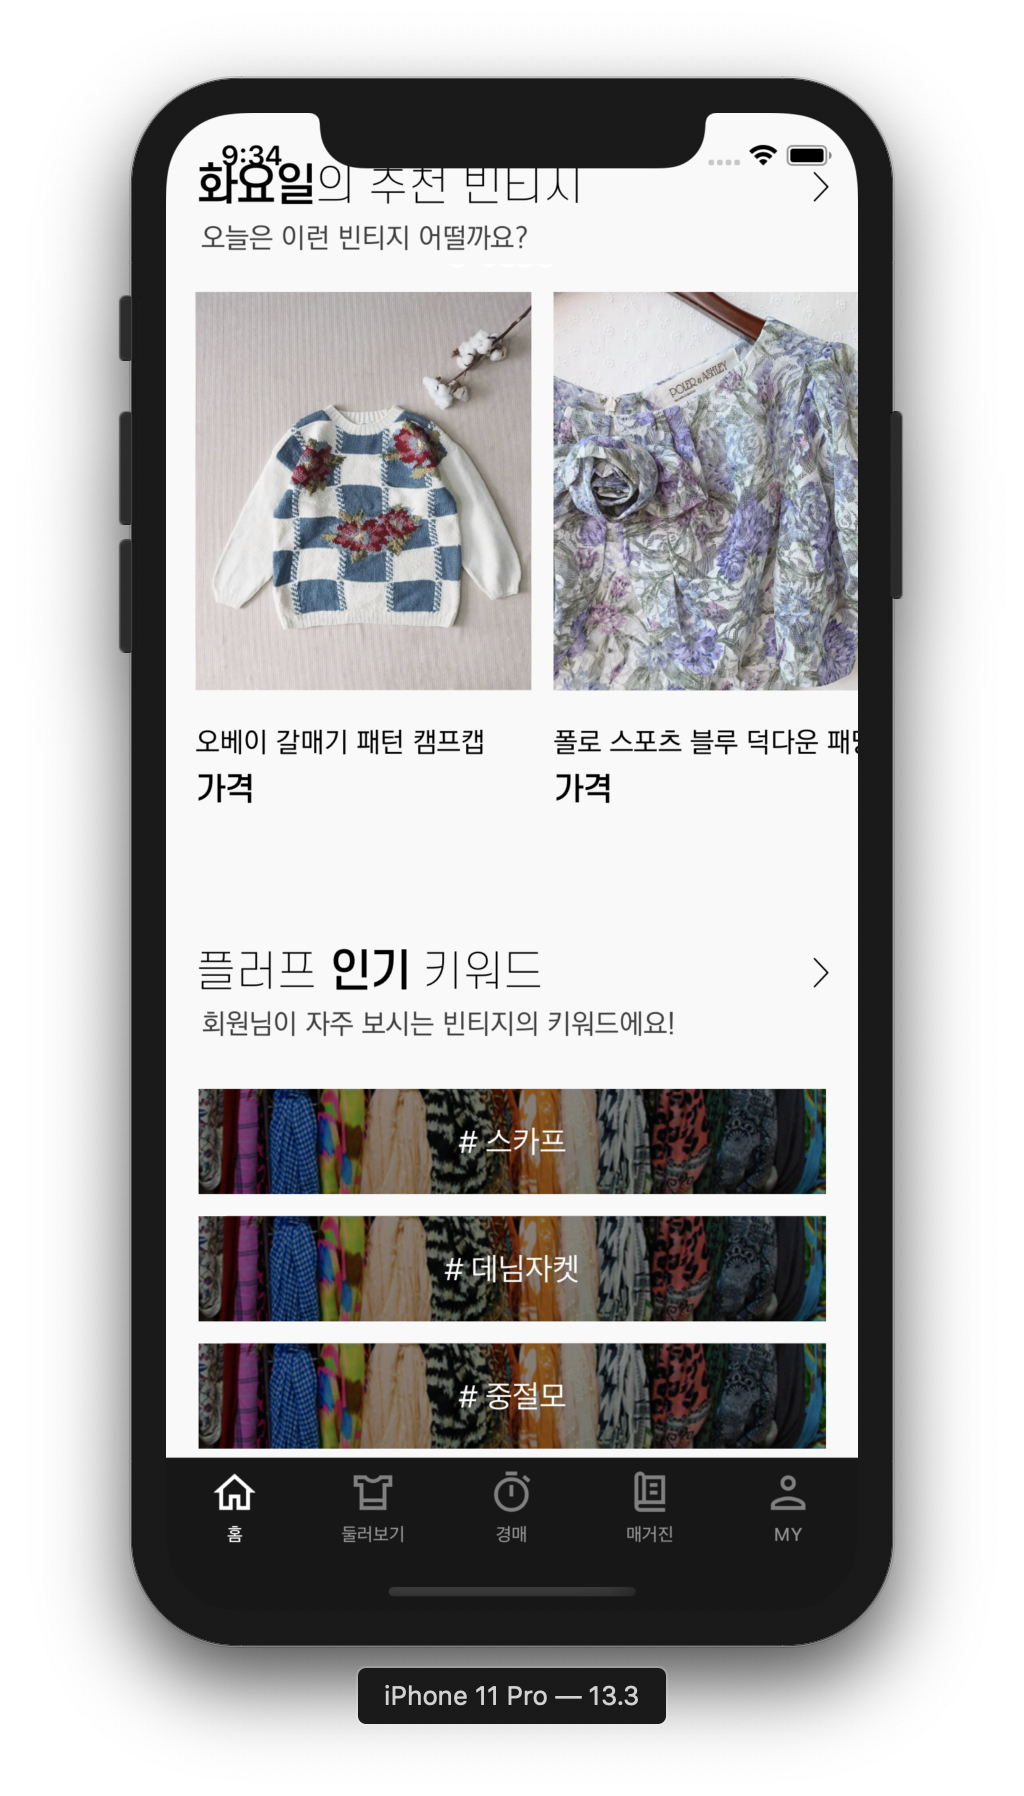 9:34
화요일의 추천 빈티지
오늘은 이런 빈티지 어떨까요?
POLER & ASHLEY
오베이 갈매기 패턴 캠프캡
폴로 스포츠 블루 덕다운 패딩
가격
가격
플러프 인기 키워드
회원님이 자주 보시는 빈티지의 키워드에요!
# 스카프
# 데님자켓
# 중절모
홈
둘러보기
경매
매거진
MY
iPhone 11 Pro — 13.3